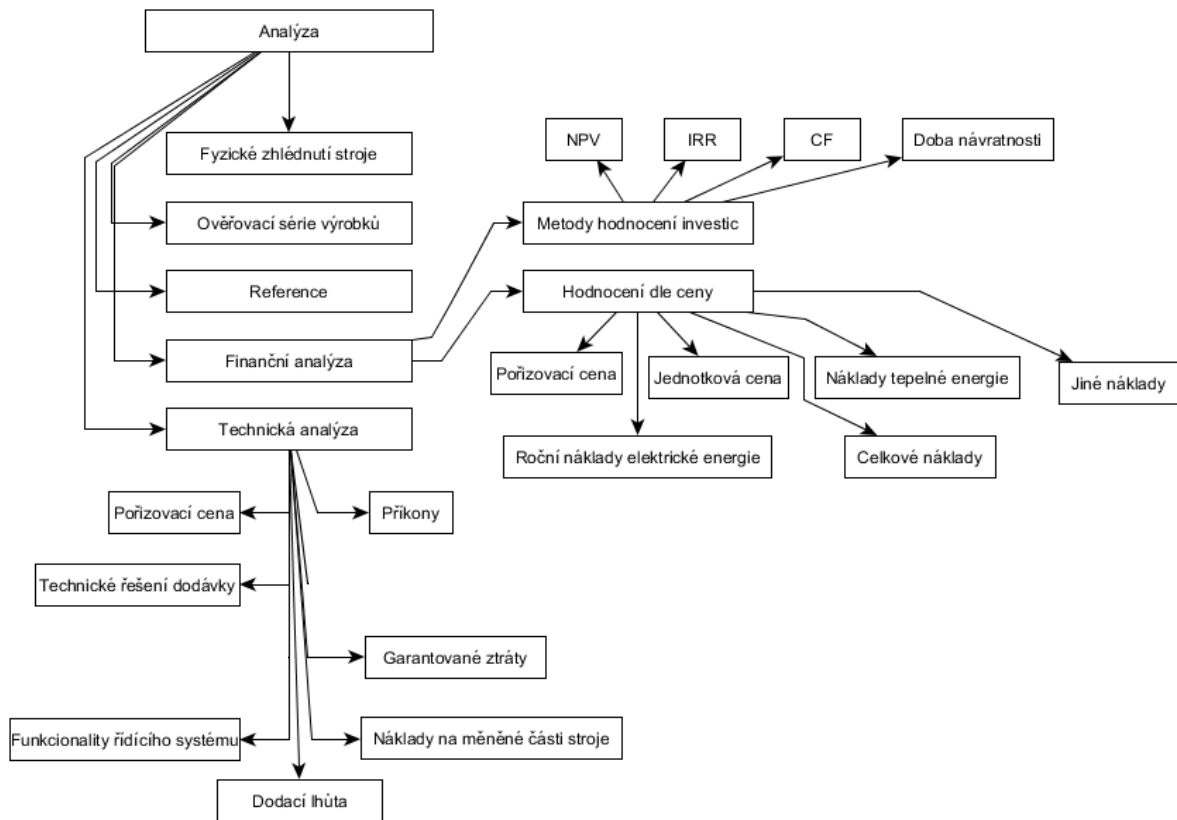 Analýza
Fyzické zhlédnutí stroje
NPV
IRR
CF
Doba návratnosti
Ověřovací série výrobků
Metody hodnocení investic
Reference
Hodnocení dle ceny
Finanční analýza
Pořizovací cena
Jednotková cena
Náklady tepelné energie
Jiné náklady
Technická analýza
Roční náklady elektrické energie
Celkové náklady
Pořizovací cena
Příkony
Technické řešení dodávky
Garantované ztráty
Funkcionality řídícího systému
Náklady na měněné části stroje
Dodací lhůta